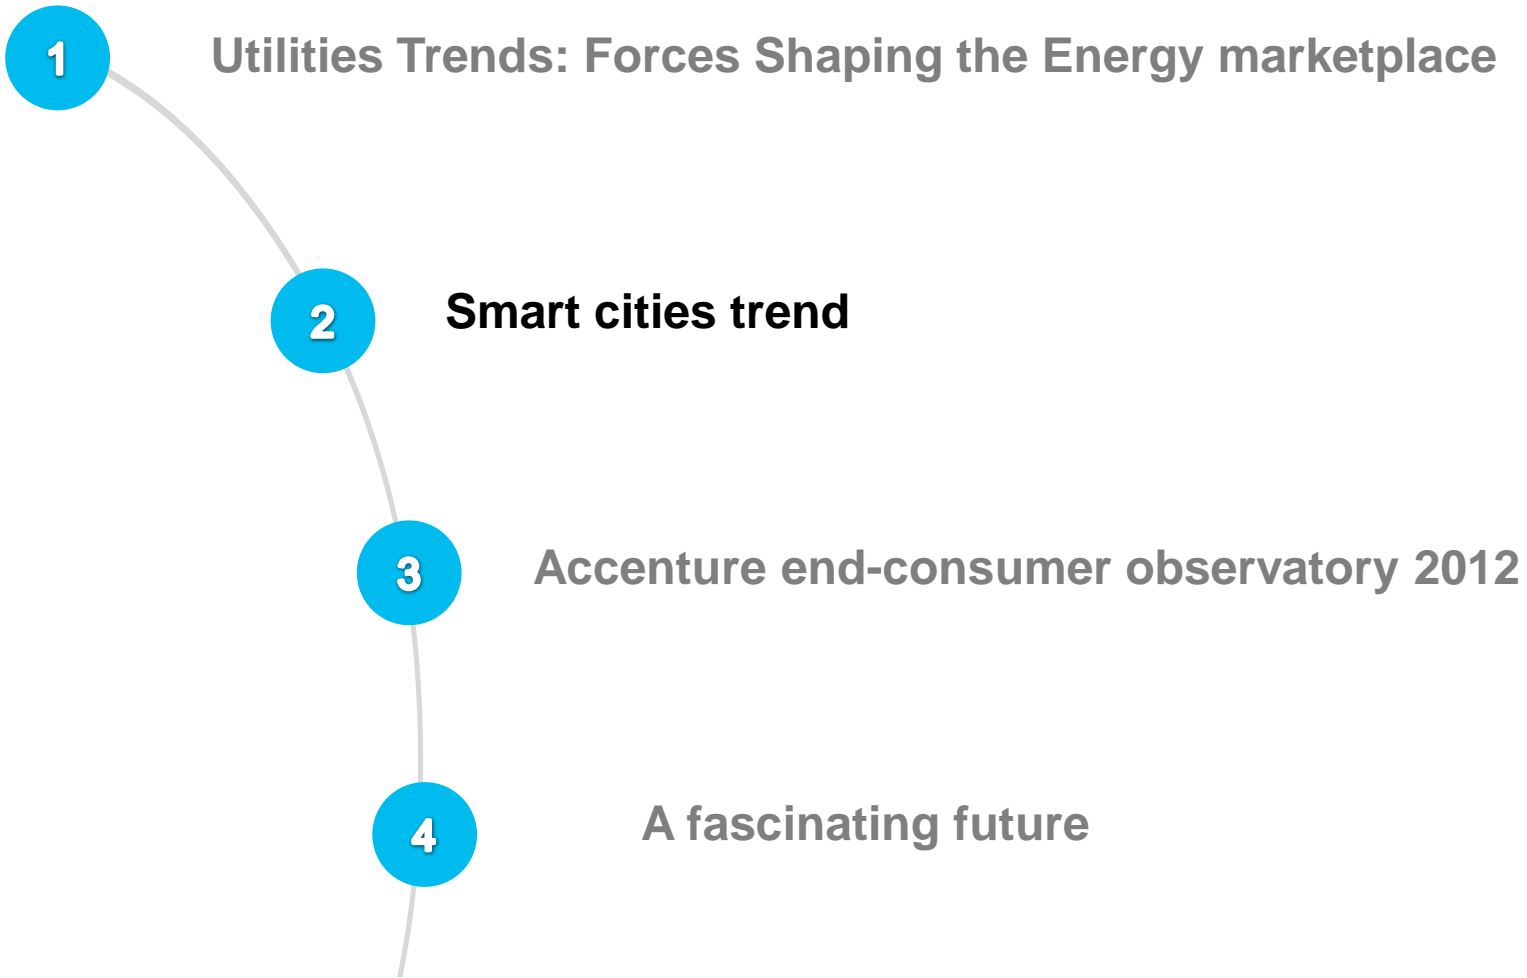 1 Utilities Trends: Forces Shaping the Energy marketplace
2 Smart cities trend
3 Accenture end-consumer observatory 2012
4 A fascinating future